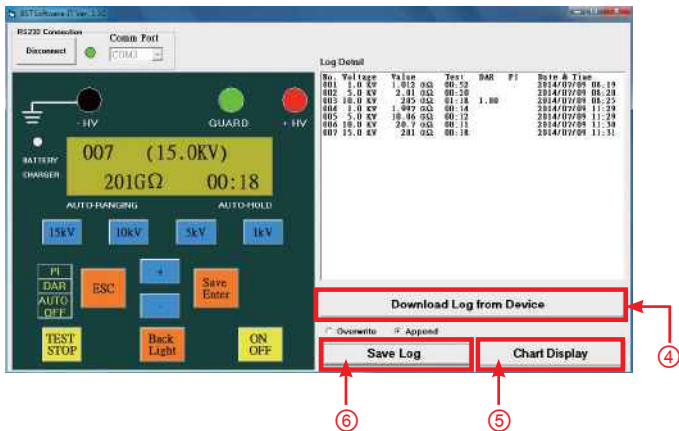 BSTSoftware-IT Ver. 1.30
RS232 Connection
Disconnect
Comm Port
COM3
Log Detail
No. Voltage Value Test DAR PI Date & Time
001 1.0 KV 1.012 GΩ 00:52 2014/07/09 06:19
002 5.0 KV 2.01 GΩ 00:20 2014/07/09 08:20
003 10.0 KV 205 GΩ 01:18 1.00 2014/07/09 08:25
004 1.0 KV 1.997 GΩ 00:14 2014/07/09 11:29
005 5.0 KV 10.06 GΩ 00:12 2014/07/09 11:29
006 10.0 KV 20.7 GΩ 00:11 2014/07/09 11:30
007 15.0 KV 201 GΩ 00:18 2014/07/09 11:31
- HV
GUARD
+ HV
BATTERY
CHARGER
007 (15.0KV)
201GΩ 00:18
AUTO-RANGING
AUTO-HOLD
15kV
10kV
5kV
1kV
PI
DAR
AUTO
OFF
ESC
+
-
Save
Enter
TEST
STOP
Back
Light
ON
OFF
Download Log from Device
④
Overwrite
Append
Save Log
Chart Display
⑥
⑤